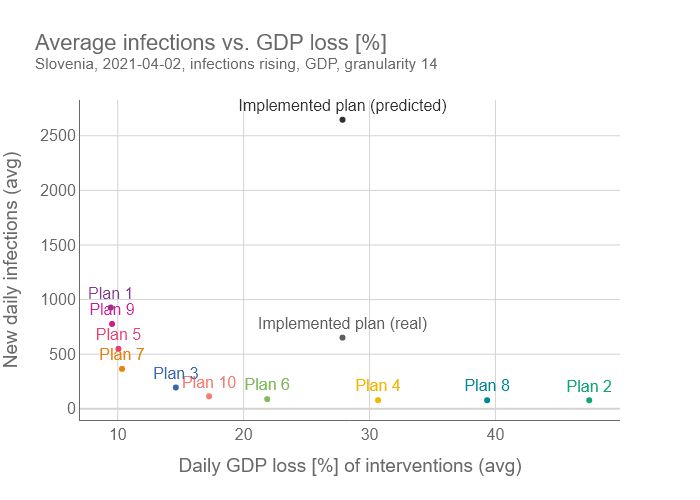 Average infections vs. GDP loss [%]
Slovenia, 2021-04-02, infections rising, GDP, granularity 14
Implemented plan (predicted)
2500
2000
1500
1000
500
0
New daily infections (avg)
Plan 1
Plan 9
Plan 5
Plan 7
Implemented plan (real)
Plan 3
Plan 10
Plan 6
Plan 4
Plan 8
Plan 2
10
20
30
40
Daily GDP loss [%] of interventions (avg)